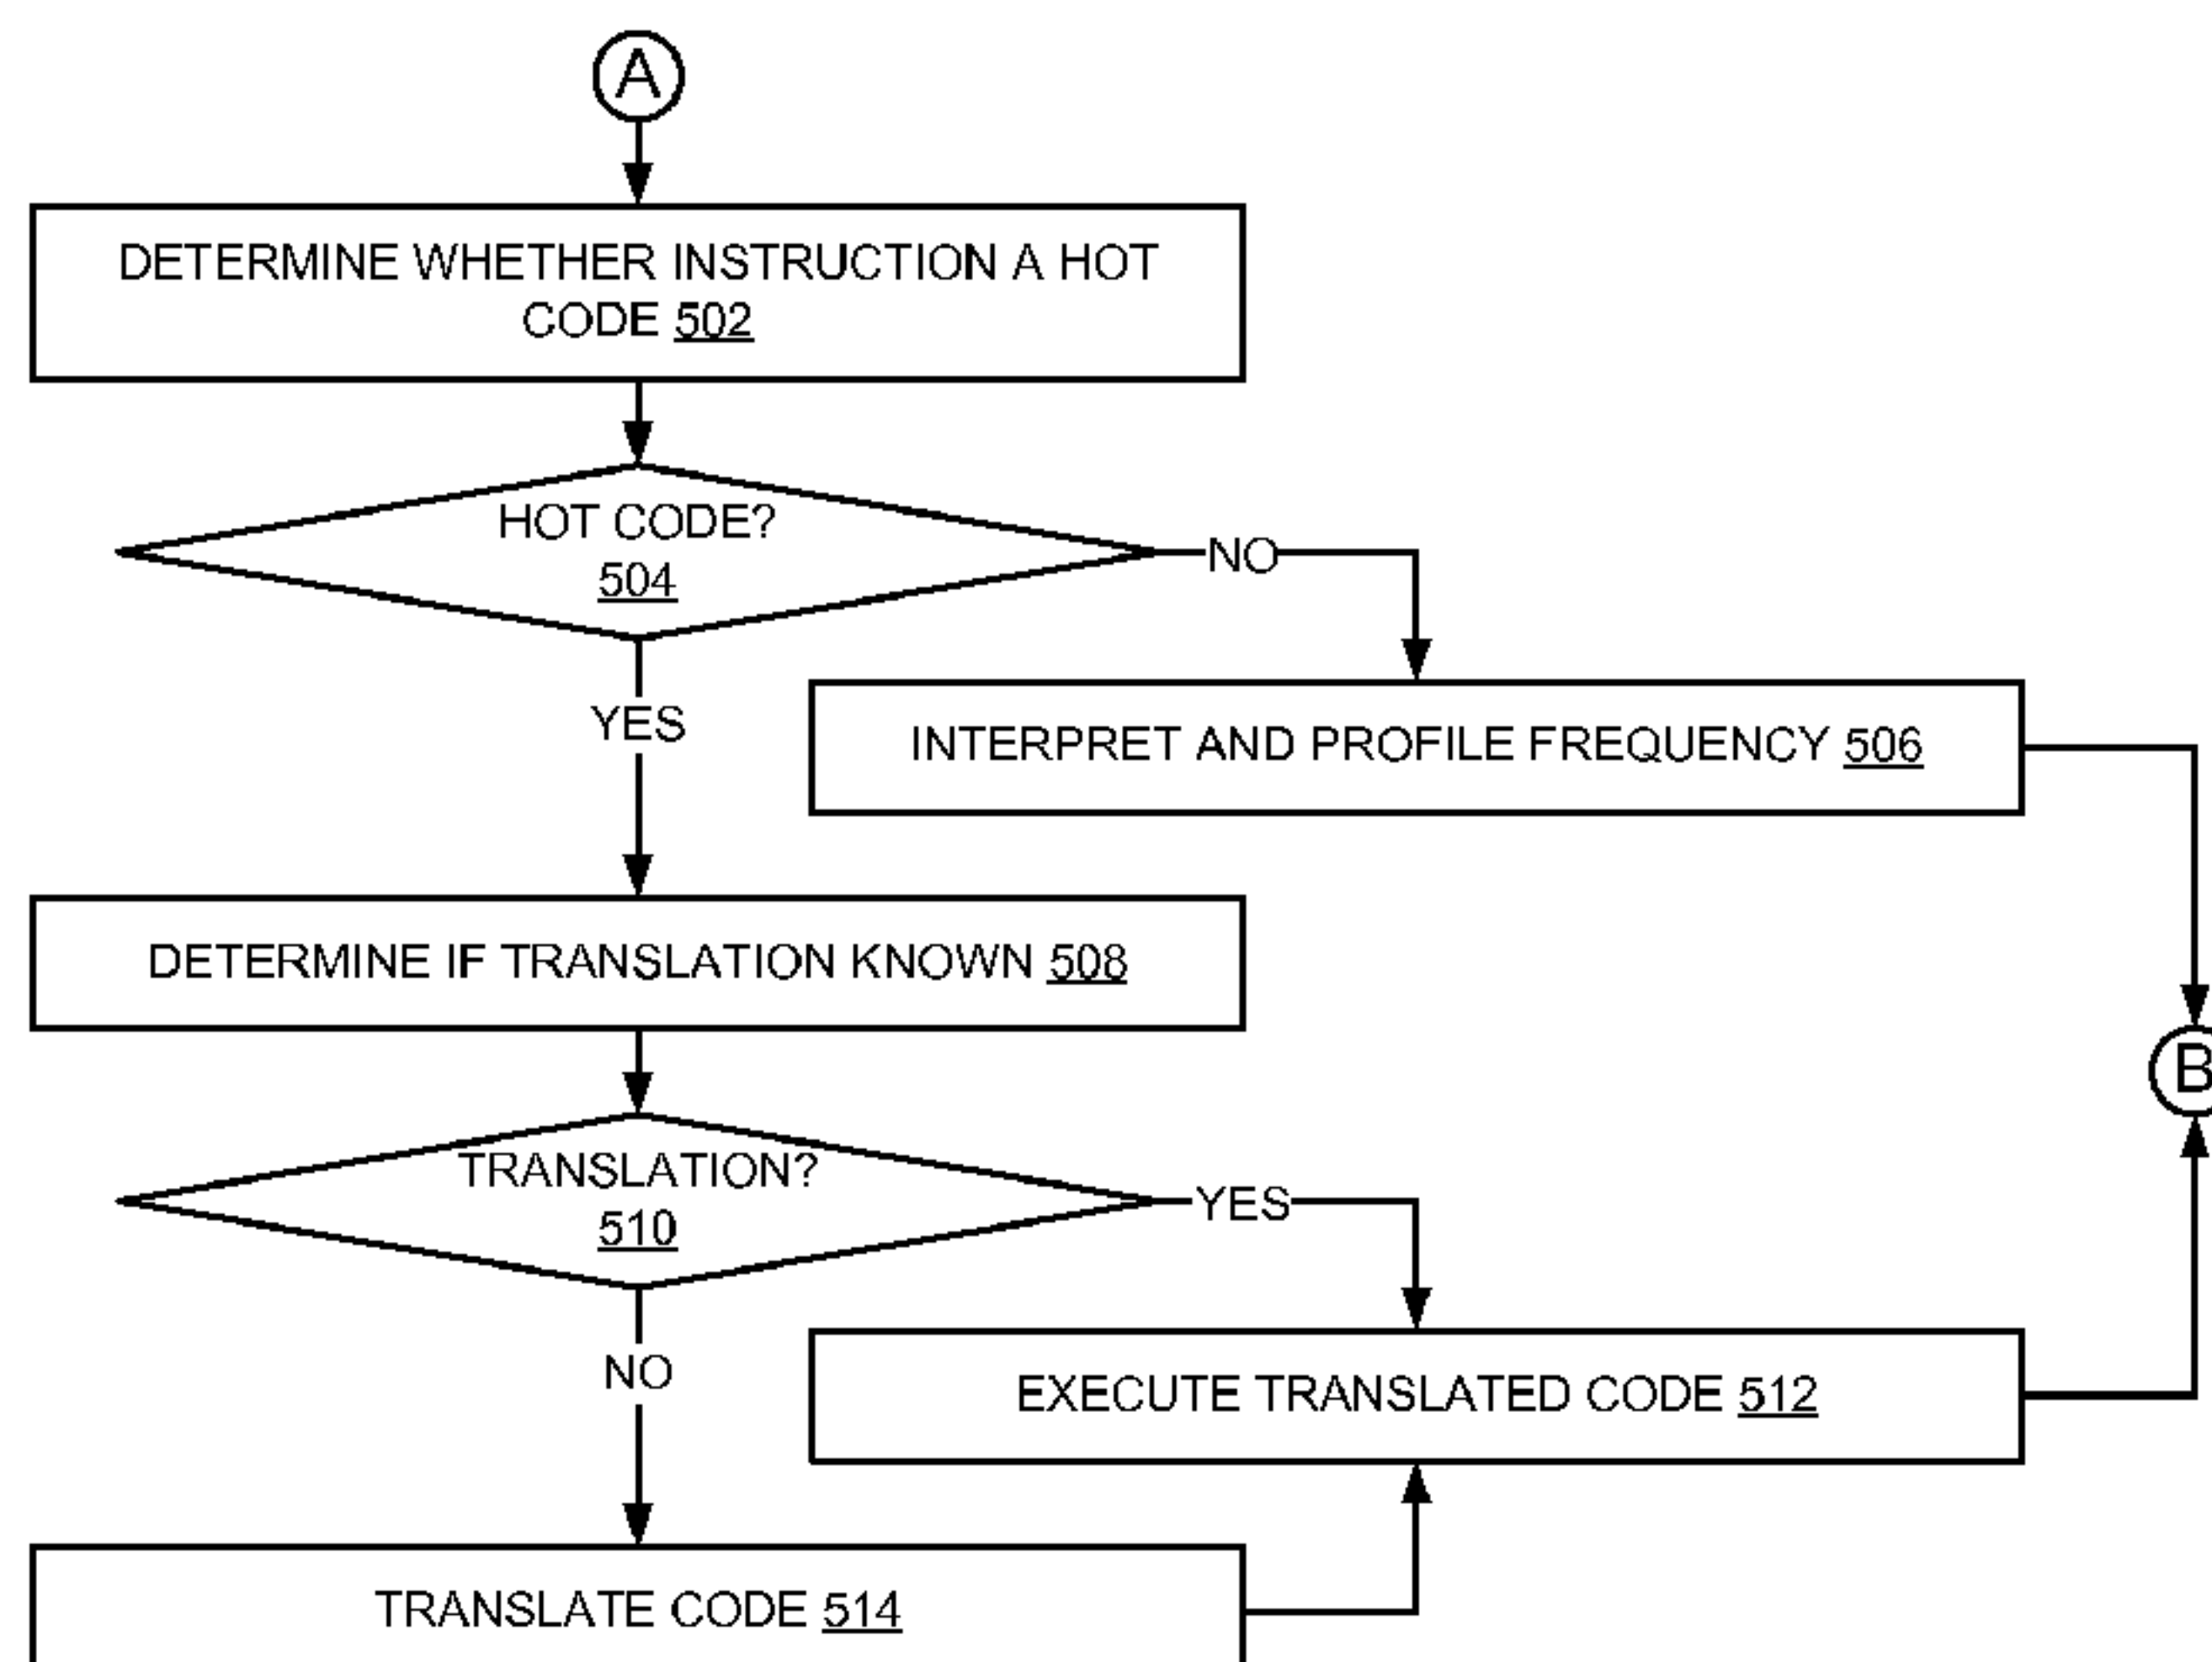 A
DETERMINE WHETHER INSTRUCTION A HOT
CODE 502
HOT CODE?
504
NO
YES
INTERPRET AND PROFILE FREQUENCY 506
DETERMINE IF TRANSLATION KNOWN 508
B
TRANSLATION?
510
YES
NO
EXECUTE TRANSLATED CODE 512
TRANSLATE CODE 514